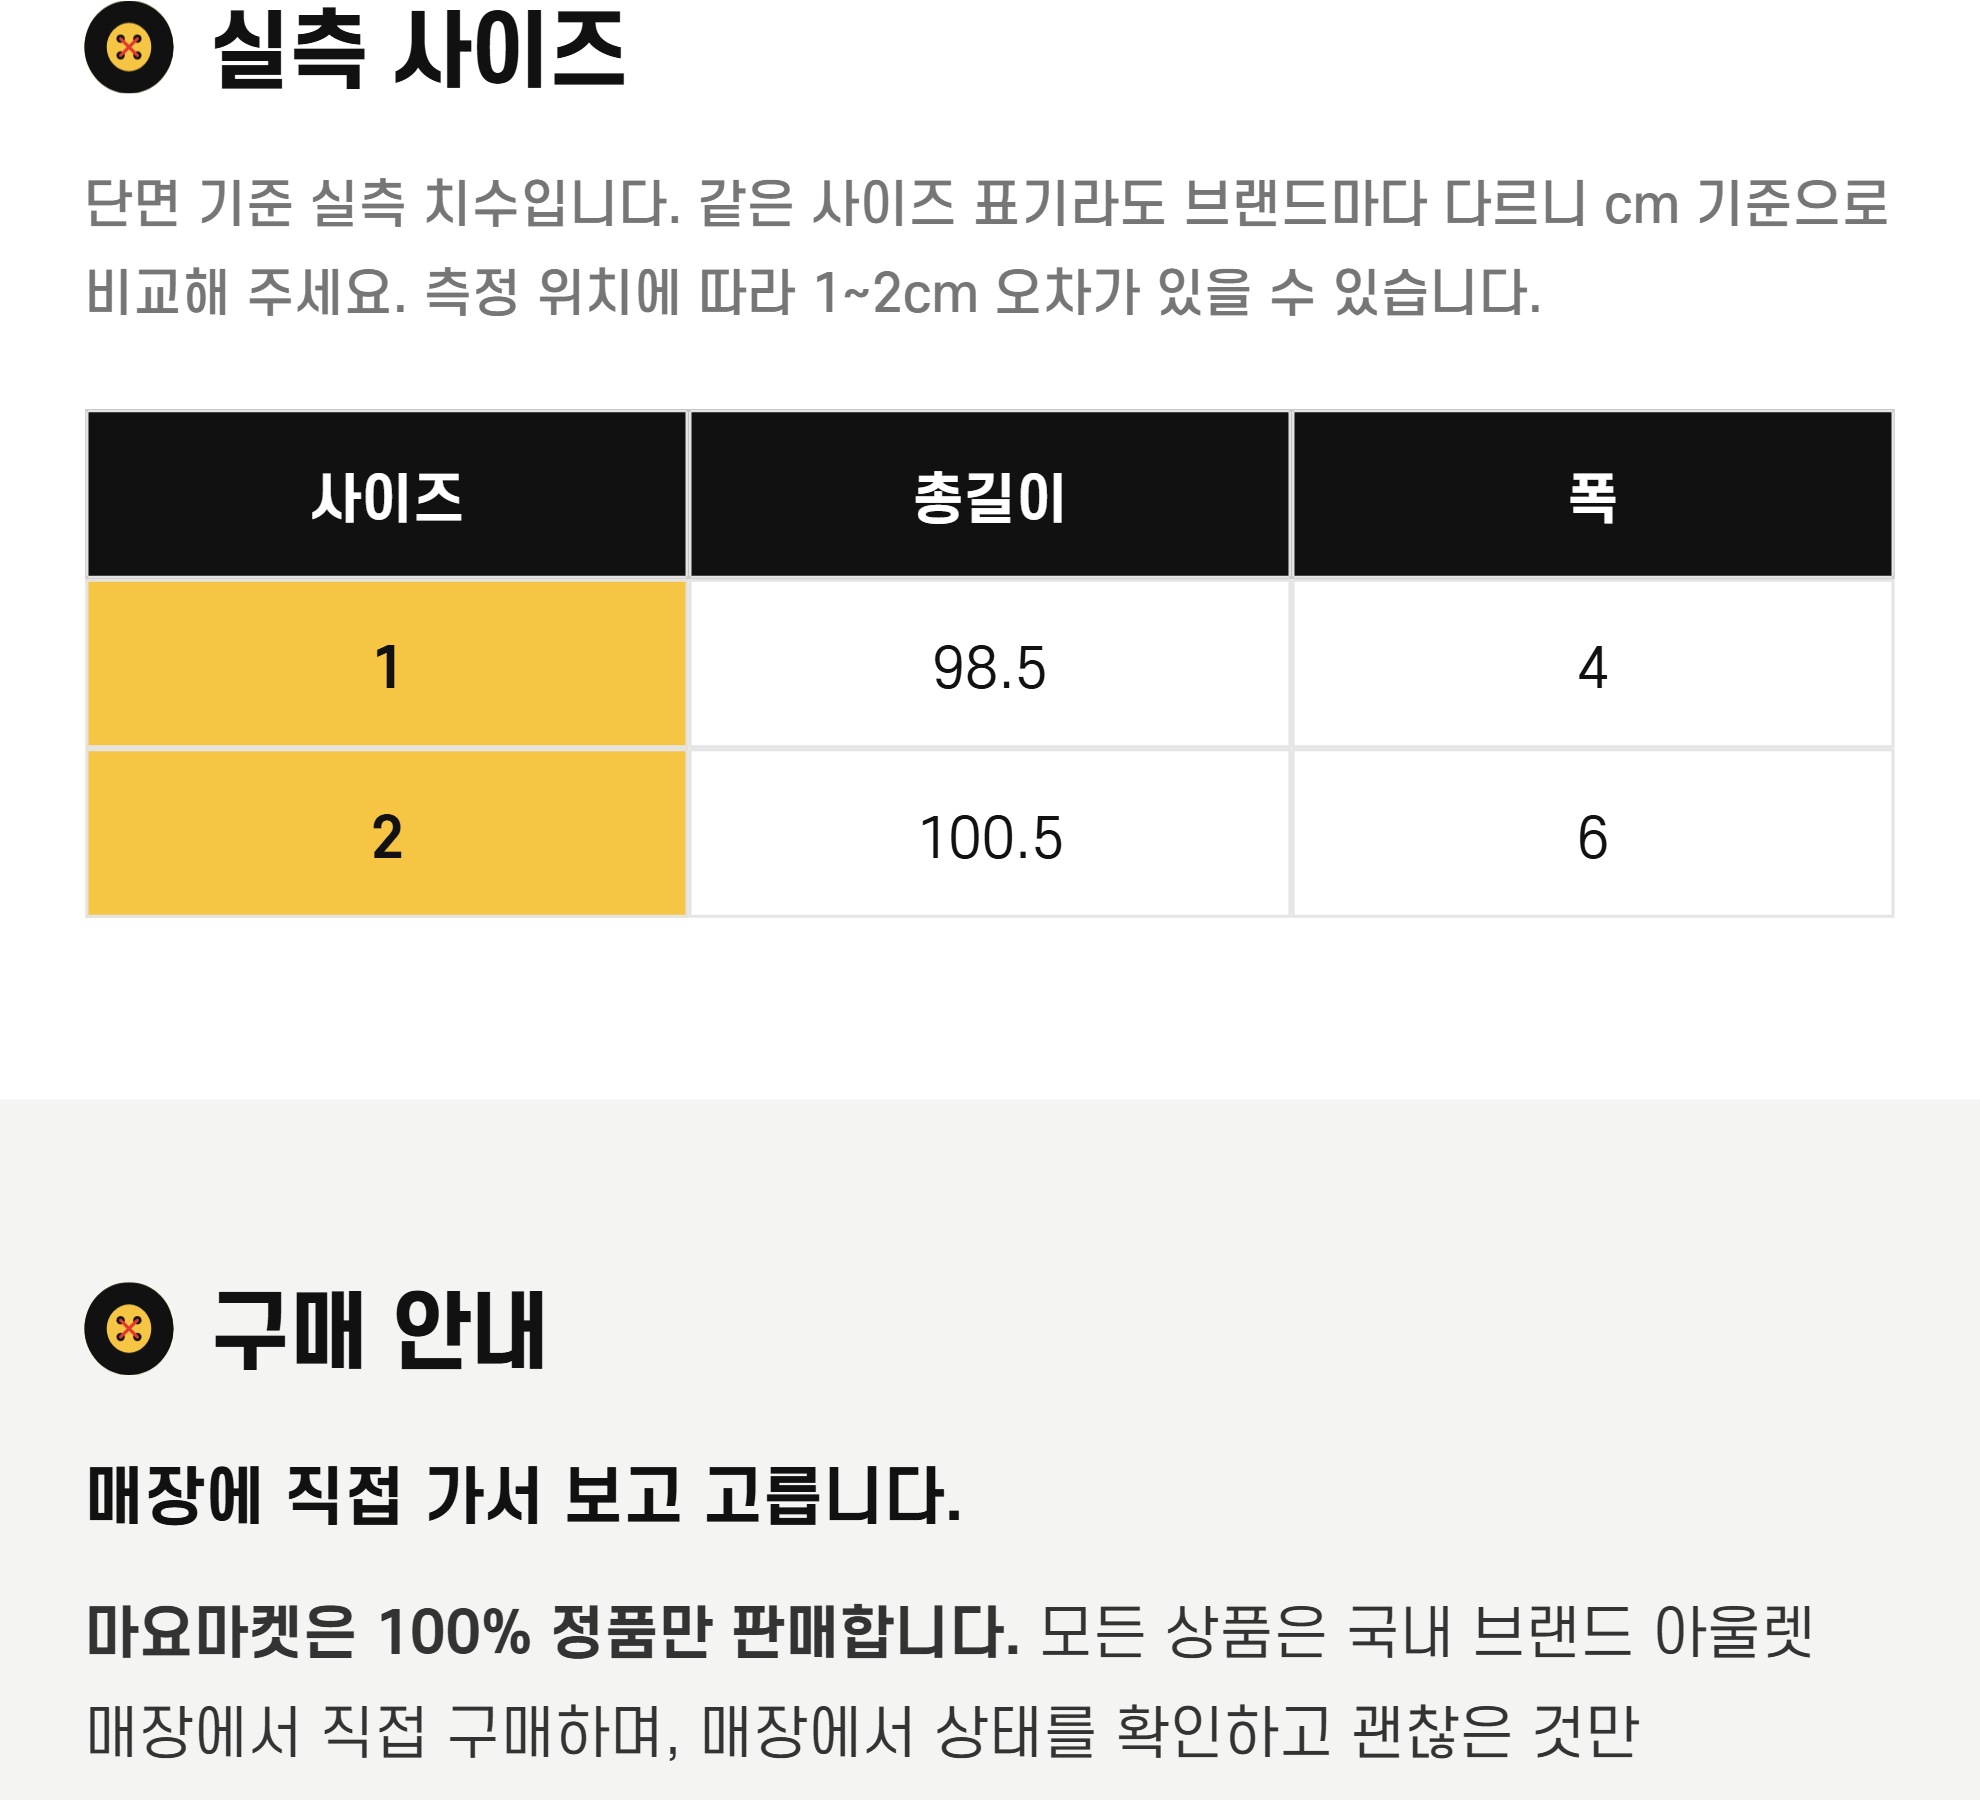 실측 사이즈
단면 기준 실측 치수입니다. 같은 사이즈 표기라도 브랜드마다 다르니 cm 기준으로
비교해 주세요. 측정 위치에 따라 1~2cm 오차가 있을 수 있습니다.
사이즈 총길이 폭
1 98.5 4
2 100.5 6
구매 안내
매장에 직접 가서 보고 고릅니다.
마요마켓은 100% 정품만 판매합니다. 모든 상품은 국내 브랜드 아울렛
매장에서 직접 구매하며, 매장에서 상태를 확인하고 괜찮은 것만